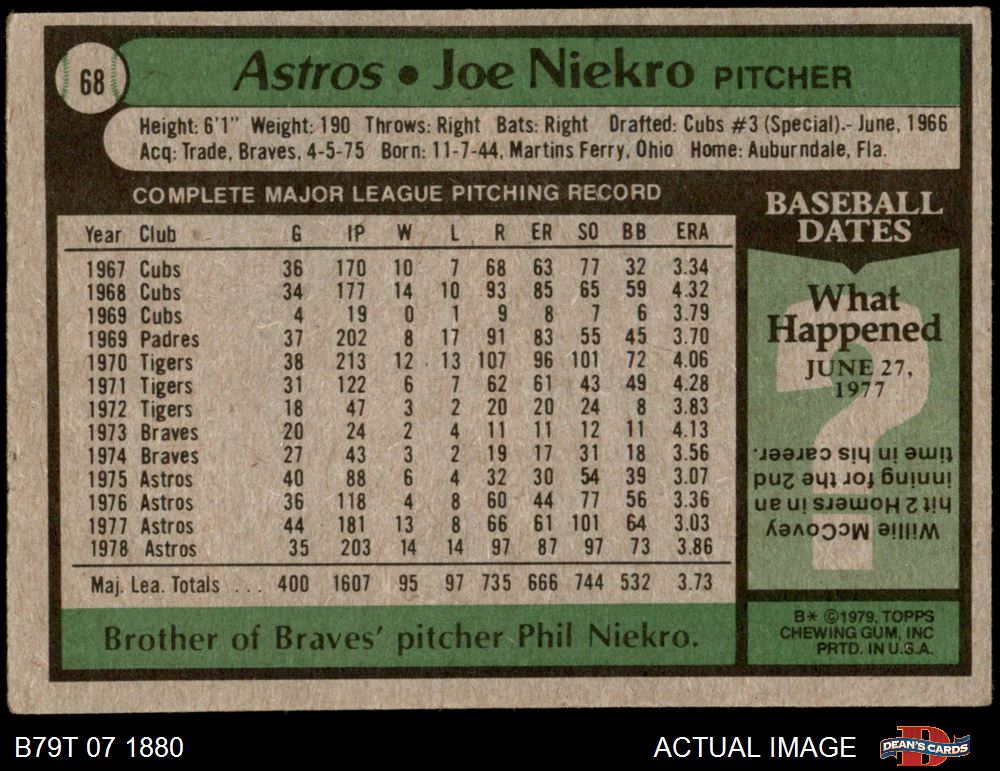 68
Astros • Joe Niekro PITCHER
Height: 6'1" Weight: 190 Throws: Right Bats: Right Drafted: Cubs #3 (Special).- June, 1966
Acq: Trade, Braves, 4-5-75 Born: 11-7-44, Martins Ferry, Ohio Home: Auburndale, Fla.
COMPLETE MAJOR LEAGUE PITCHING RECORD
Year Club G IP W L R ER SO BB ERA
1967 Cubs 36 170 10 7 68 63 77 32 3.34
1968 Cubs 34 177 14 10 93 85 65 59 4.32
1969 Cubs 4 19 0 1 9 8 7 6 3.79
1969 Padres 37 202 8 17 91 83 55 45 3.70
1970 Tigers 38 213 12 13 107 96 101 72 4.06
1971 Tigers 31 122 6 7 62 61 43 49 4.28
1972 Tigers 18 47 3 2 20 20 24 8 3.83
1973 Braves 20 24 2 4 11 11 12 11 4.13
1974 Braves 27 43 3 2 19 17 31 18 3.56
1975 Astros 40 88 6 4 32 30 54 39 3.07
1976 Astros 36 118 4 8 60 44 77 56 3.36
1977 Astros 44 181 13 8 66 61 101 64 3.03
1978 Astros 35 203 14 14 97 87 97 73 3.86
Maj. Lea. Totals . . . 400 1607 95 97 735 666 744 532 3.73
Brother of Braves' pitcher Phil Niekro.
BASEBALL
DATES
What
Happened
JUNE 27,
1977
?
Willie McCovey
hit 2 Homers in an
inning for the 2nd
time in his career.
B* ©1979, TOPPS
CHEWING GUM, INC
PRTD. IN U.S.A.
B79T 07 1880
ACTUAL IMAGE
DEAN'S CARDS